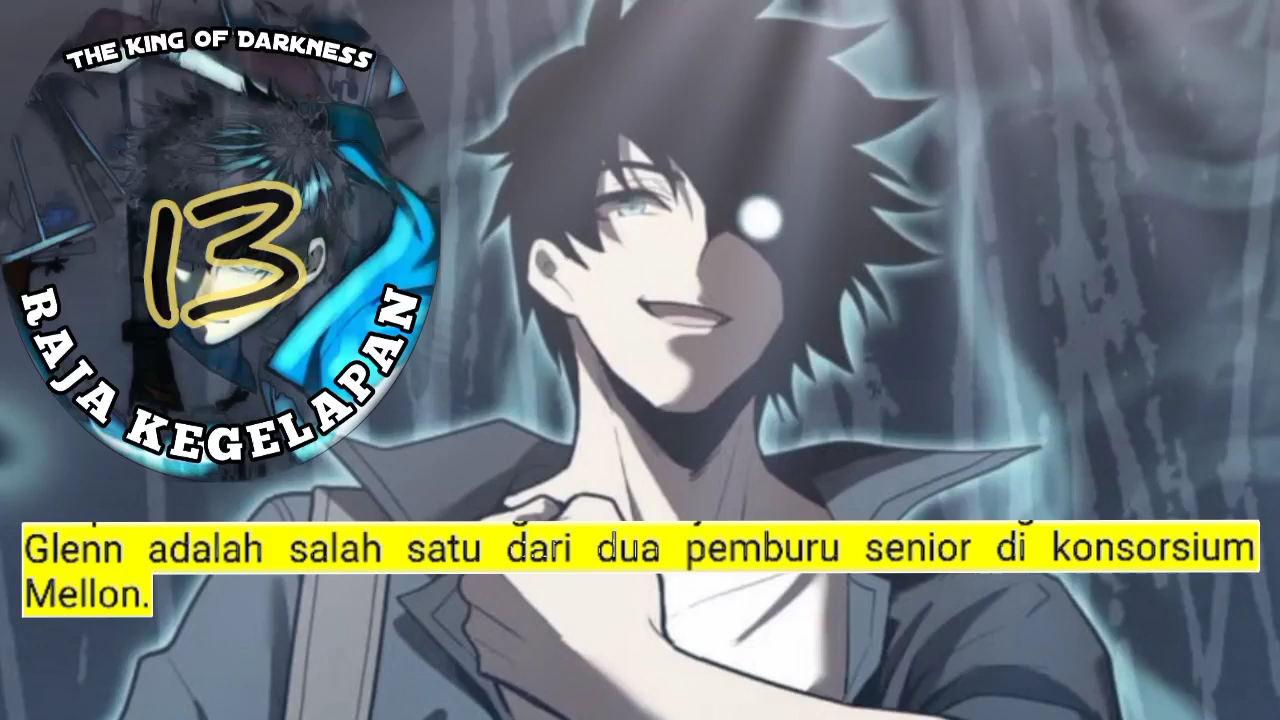 THE KING OF DARKNESS
13
RAJA KEGELAPAN
Glenn adalah salah satu dari dua pemburu senior di konsorsium
Mellon.